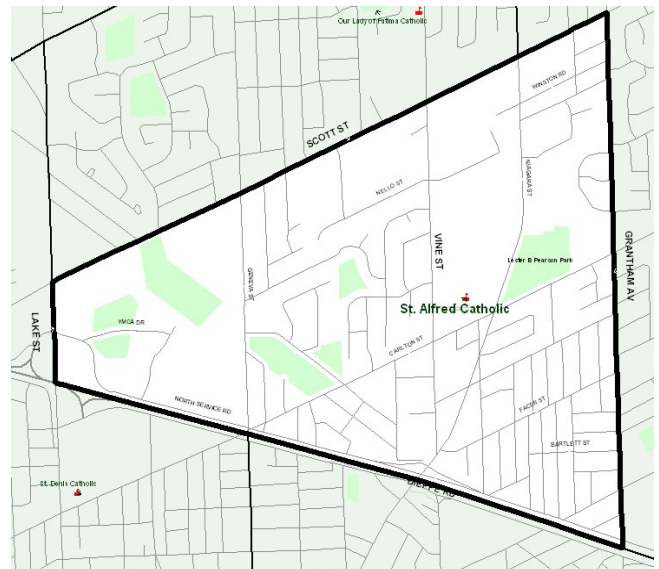 Our Lady of Fatima Catholic
WINSTON RD
SCOTT ST
NIAGARA ST
NELLO ST
VINE ST
GRANTHAM AV
Lester B Pearson Park
GENEVA ST
St. Alfred Catholic
LAKE ST
YMCA DR
CARLTON ST
NORTH SERVICE RD
FACER ST
BARTLETT ST
St. Denis Catholic
DIEPPE RD